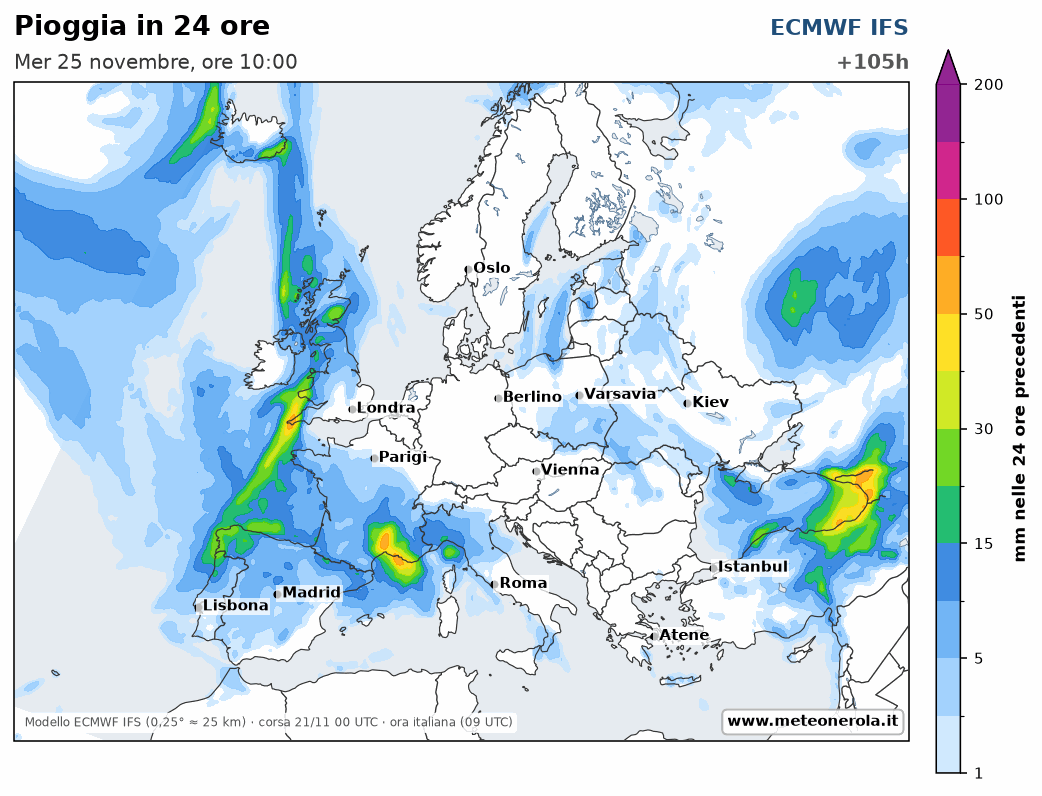 Pioggia in 24 ore
ECMWF IFS
Mer 25 novembre, ore 10:00
+105h
200
100
50
30
15
5
1
mm nelle 24 ore precedenti
Oslo
Berlino
Varsavia
Kiev
Londra
Parigi
Vienna
Istanbul
Madrid
Roma
Lisbona
Atene
Modello ECMWF IFS (0,25° ≈ 25 km) · corsa 21/11 00 UTC · ora italiana (09 UTC)
www.meteonerola.it